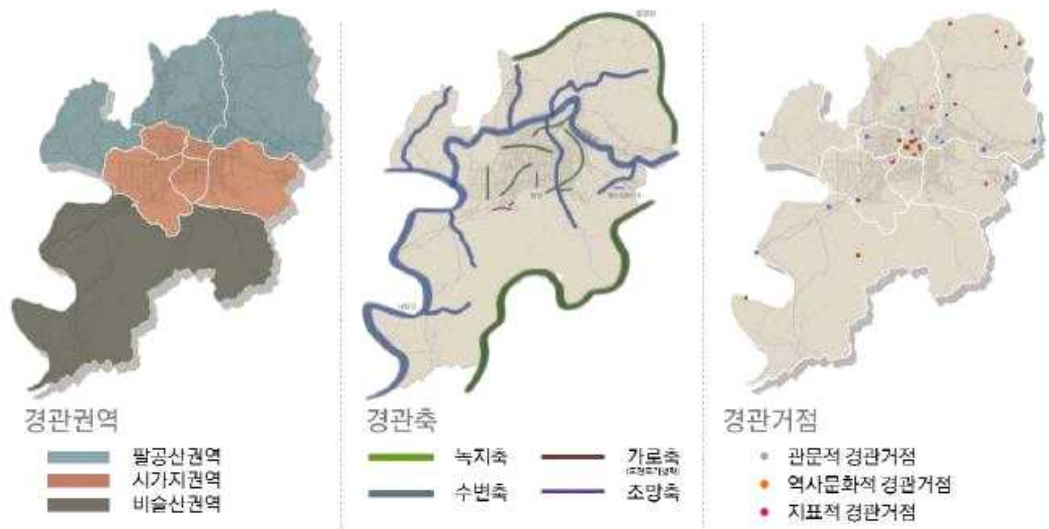 경관권역
팔공산권역
시가지권역
비슬산권역
경관축
녹지축
가로축
수변축
조망축
경관거점
관문적 경관거점
역사문화적 경관거점
지표적 경관거점